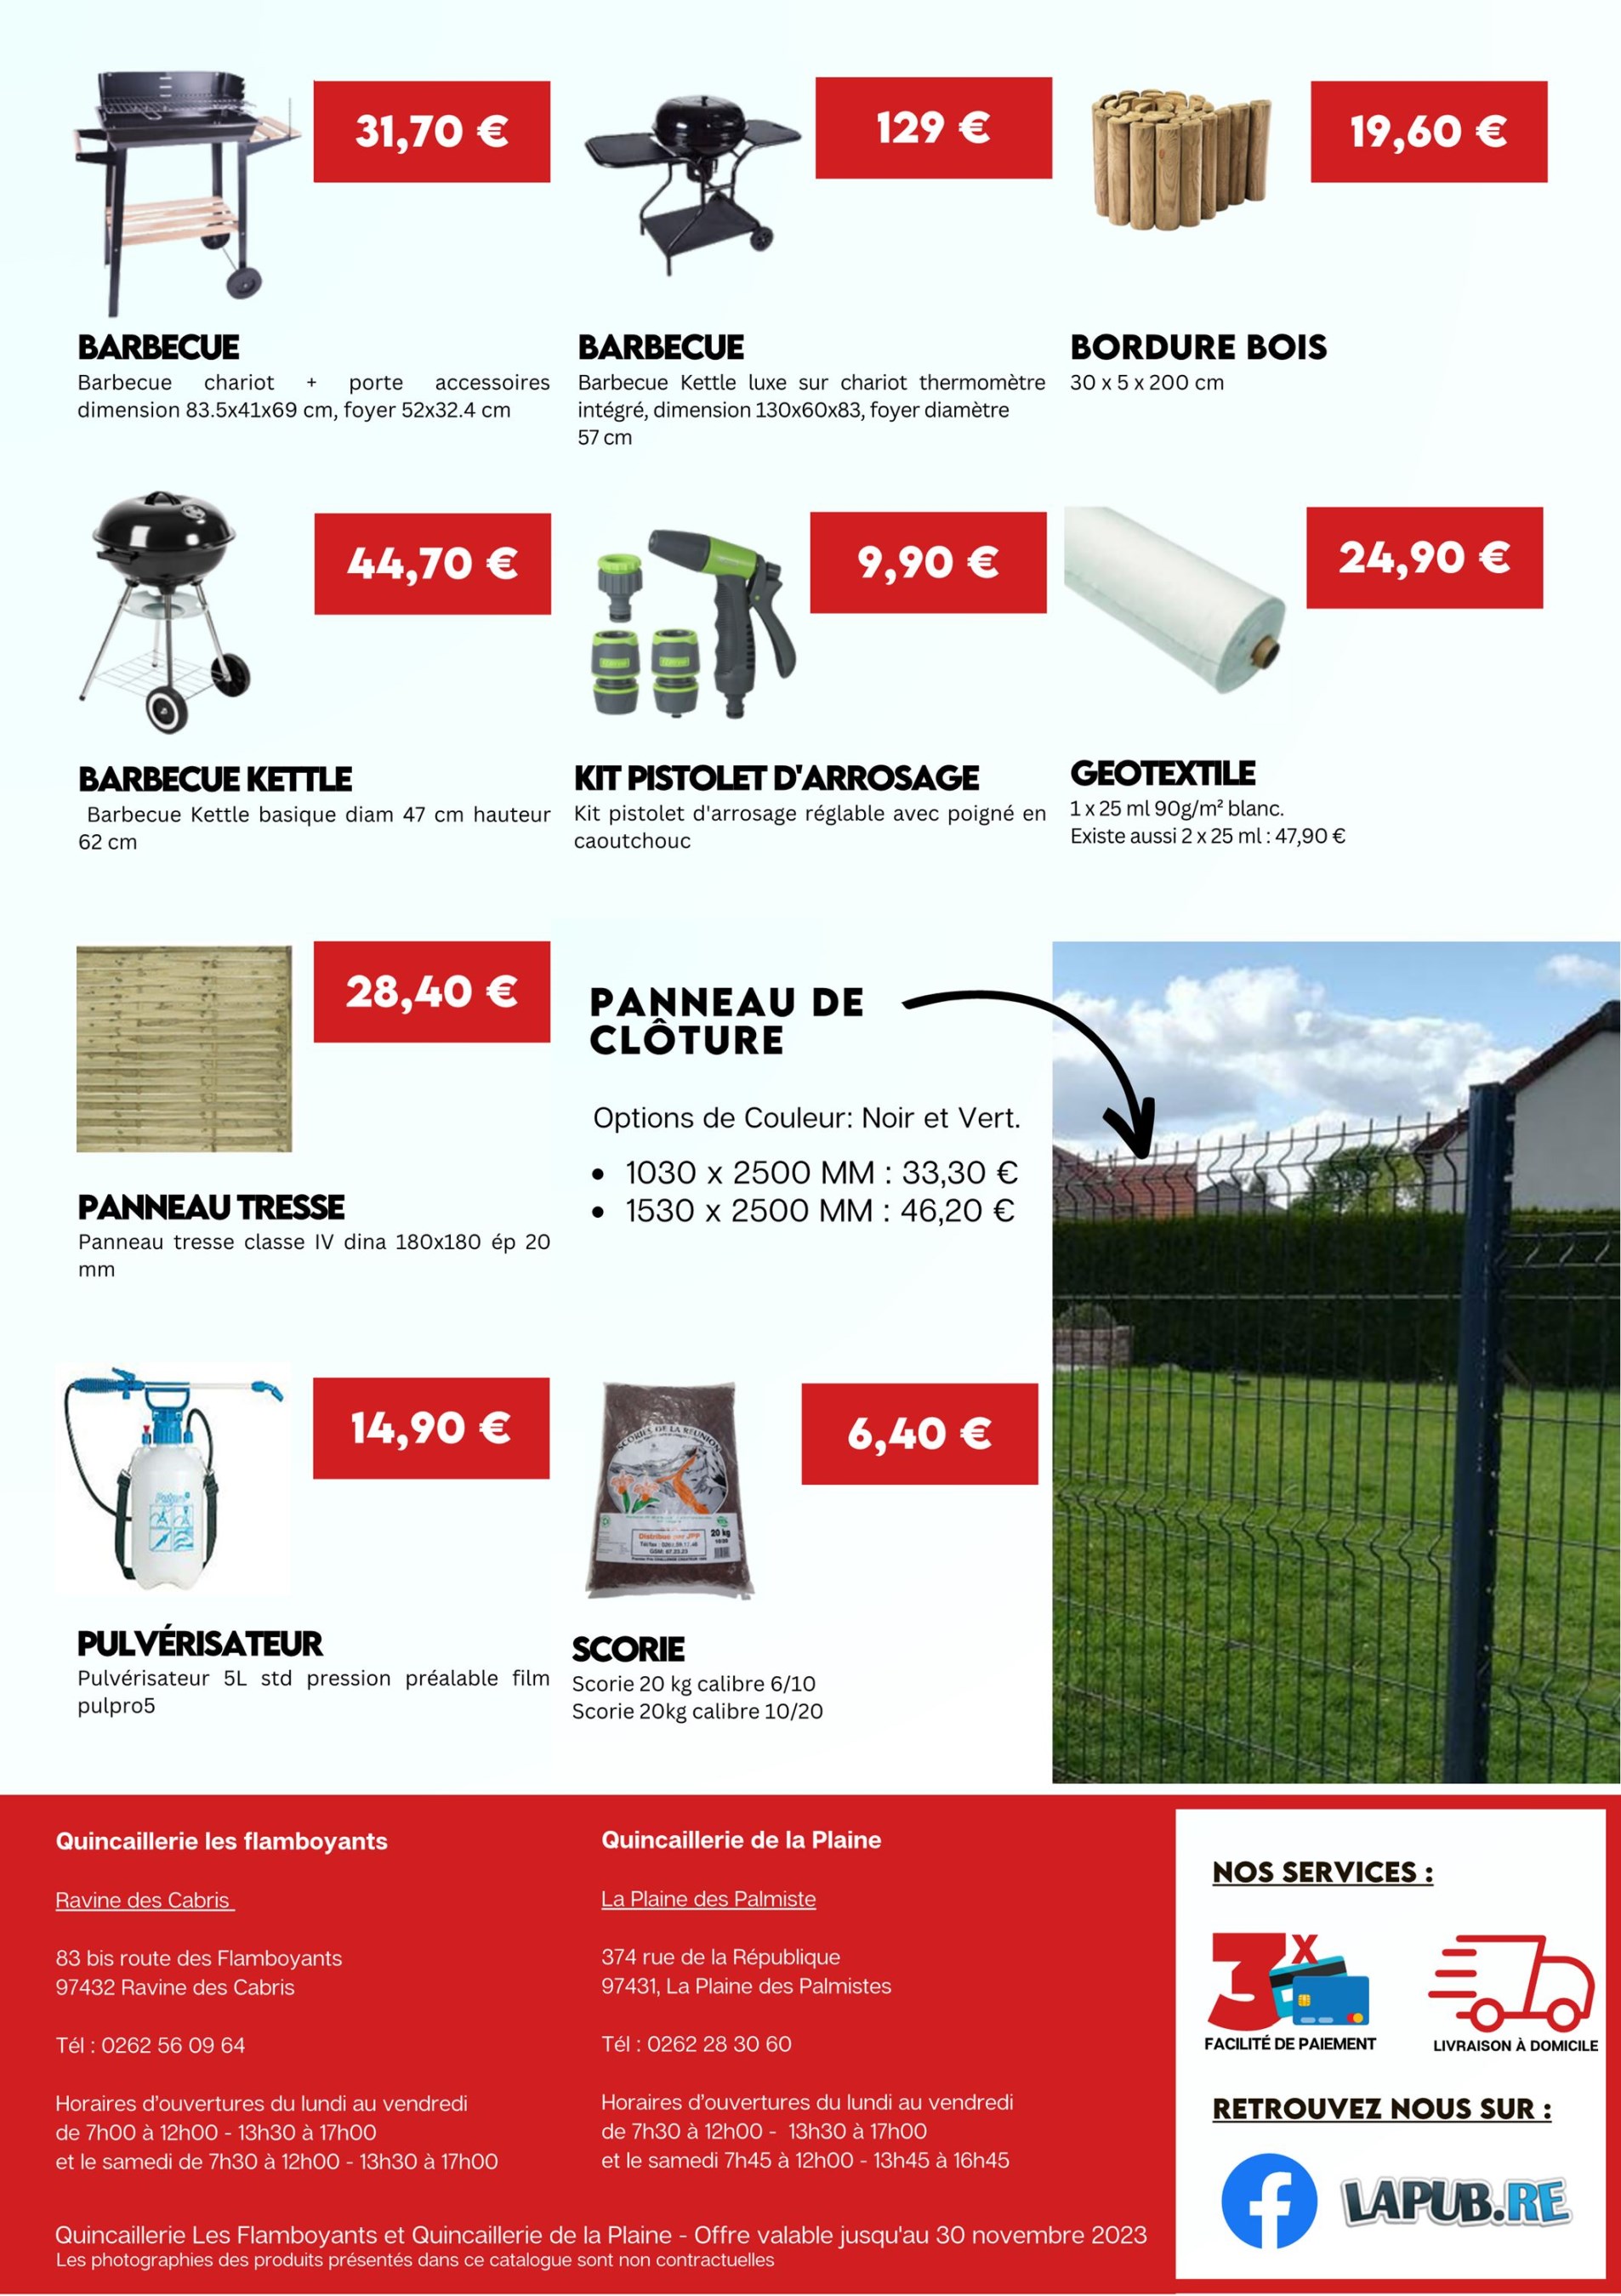 31,70 €
BARBECUE
Barbecue chariot + porte accessoires
dimension 83.5x41x69 cm, foyer 52x32.4 cm
129 €
BARBECUE
Barbecue Kettle luxe sur chariot thermomètre
intégré, dimension 130x60x83, foyer diamètre
57 cm
19,60 €
BORDURE BOIS
30 x 5 x 200 cm
44,70 €
BARBECUE KETTLE
Barbecue Kettle basique diam 47 cm hauteur
62 cm
9,90 €
KIT PISTOLET D'ARROSAGE
Kit pistolet d'arrosage réglable avec poigné en
caoutchouc
24,90 €
GEOTEXTILE
1 x 25 ml 90g/m² blanc.
Existe aussi 2 x 25 ml : 47,90 €
28,40 €
PANNEAU TRESSE
Panneau tresse classe IV dina 180x180 ép 20
mm
PANNEAU DE
CLÔTURE
Options de Couleur: Noir et Vert.
• 1030 x 2500 MM : 33,30 €
• 1530 x 2500 MM : 46,20 €
14,90 €
PULVÉRISATEUR
Pulvérisateur 5L std pression préalable film
pulpro5
SCORIES DE LA REUNION
Distribué par JPP
20 kg
6,40 €
SCORIE
Scorie 20 kg calibre 6/10
Scorie 20kg calibre 10/20
Quincaillerie les flamboyants
Ravine des Cabris
83 bis route des Flamboyants
97432 Ravine des Cabris
Tél : 0262 56 09 64
Horaires d'ouvertures du lundi au vendredi
de 7h00 à 12h00 - 13h30 à 17h00
et le samedi de 7h30 à 12h00 - 13h30 à 17h00
Quincaillerie de la Plaine
La Plaine des Palmiste
374 rue de la République
97431, La Plaine des Palmistes
Tél : 0262 28 30 60
Horaires d'ouvertures du lundi au vendredi
de 7h30 à 12h00 - 13h30 à 17h00
et le samedi 7h45 à 12h00 - 13h45 à 16h45
Quincaillerie Les Flamboyants et Quincaillerie de la Plaine - Offre valable jusqu'au 30 novembre 2023
Les photographies des produits présentés dans ce catalogue sont non contractuelles
NOS SERVICES :
3X
FACILITÉ DE PAIEMENT
LIVRAISON À DOMICILE
RETROUVEZ NOUS SUR :
LAPUB.RE